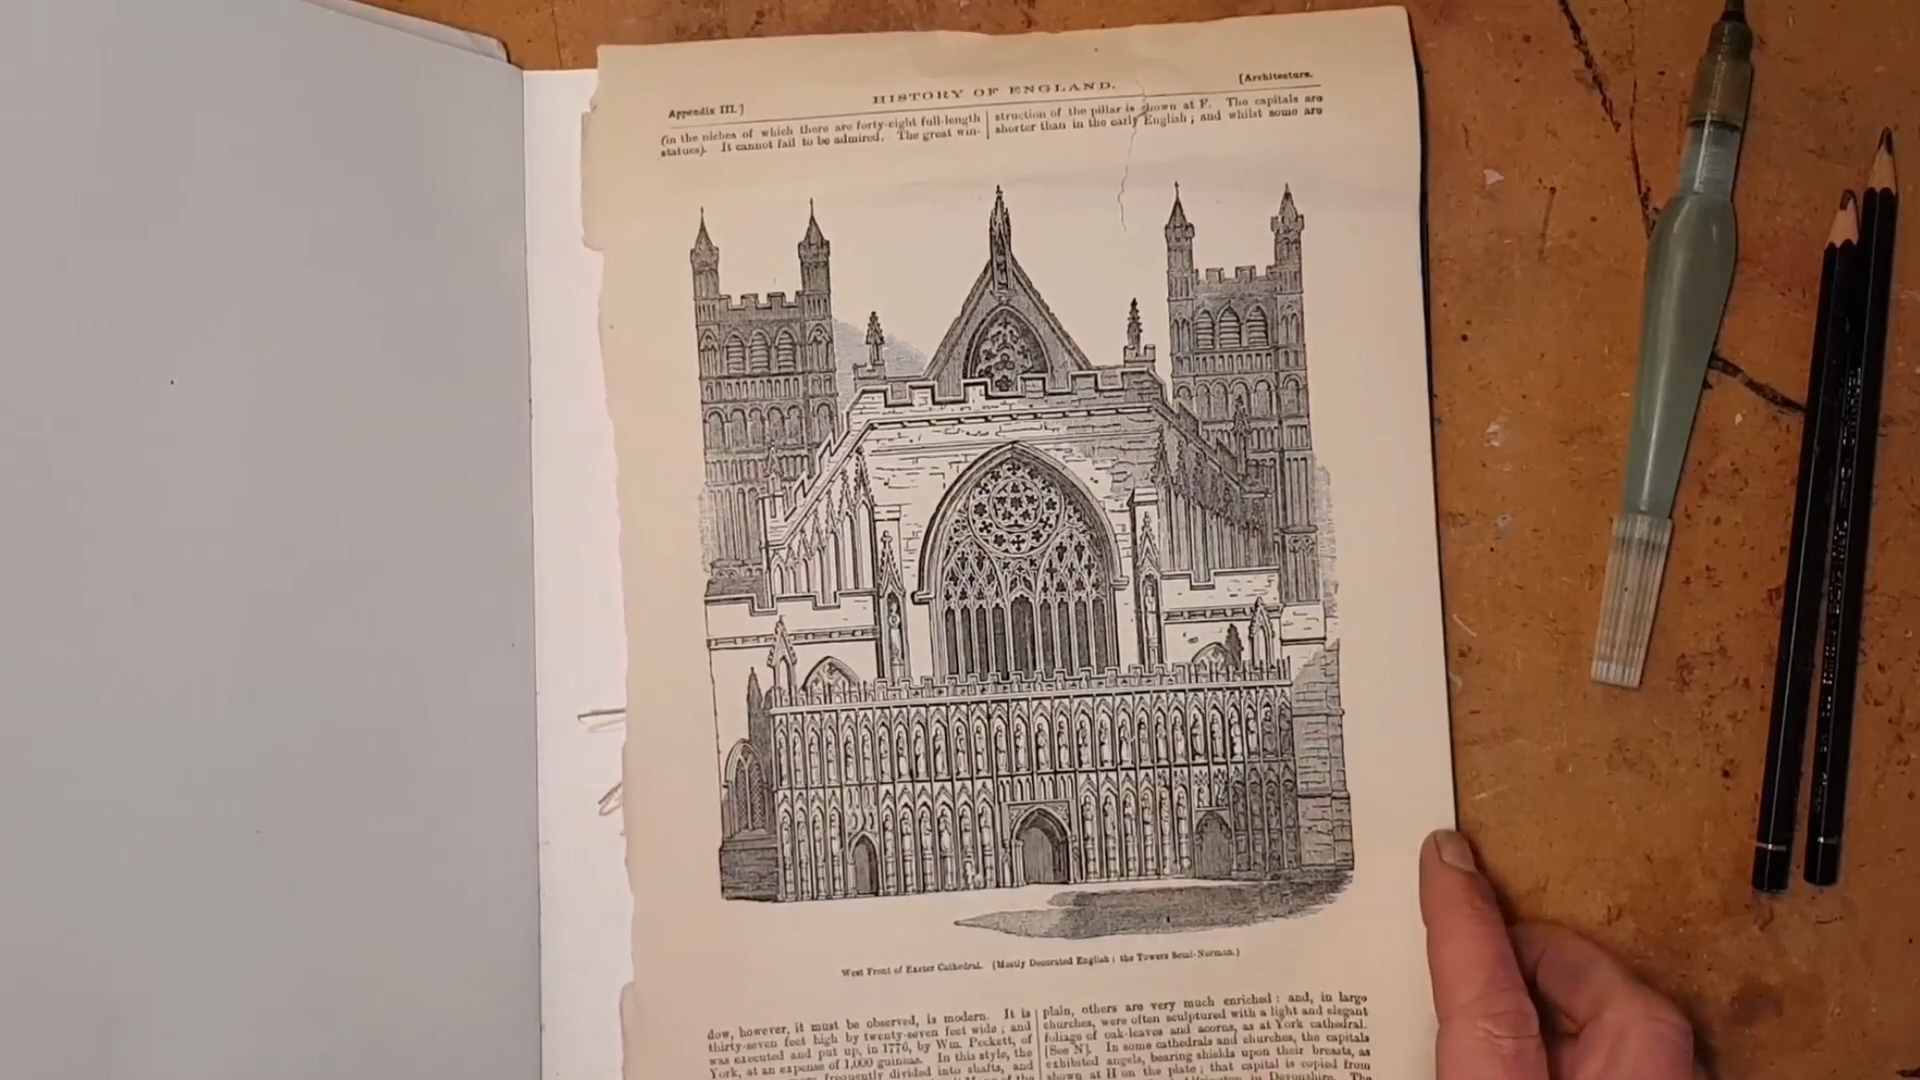 Appendix III.]
HISTORY OF ENGLAND.
[Architecture.
(in the niches of which there are forty-eight full-length
statues). It cannot fail to be admired. The great win-
struction of the pillar is shown at F. The capitals are
shorter than in the early English; and whilst some are
West Front of Exeter Cathedral. (Mostly Decorated English; the Towers Semi-Norman.)
dow, however, it must be observed, is modern. It is
thirty-seven feet high by twenty-seven feet wide; and
was executed and put up, in 1776, by Wm. Peckett, of
York, at an expense of 1,000 guineas. In this style, the
frequently divided into shafts, and
plain, others are very much enriched: and, in large
churches, were often sculptured with a light and elegant
foliage of oak-leaves and acorns, as at York cathedral.
[See N]. In some cathedrals and churches, the capitals
exhibited angels, bearing shields upon their breasts, as
shown at H on the plate; that capital is copied from
in Devonshire. The